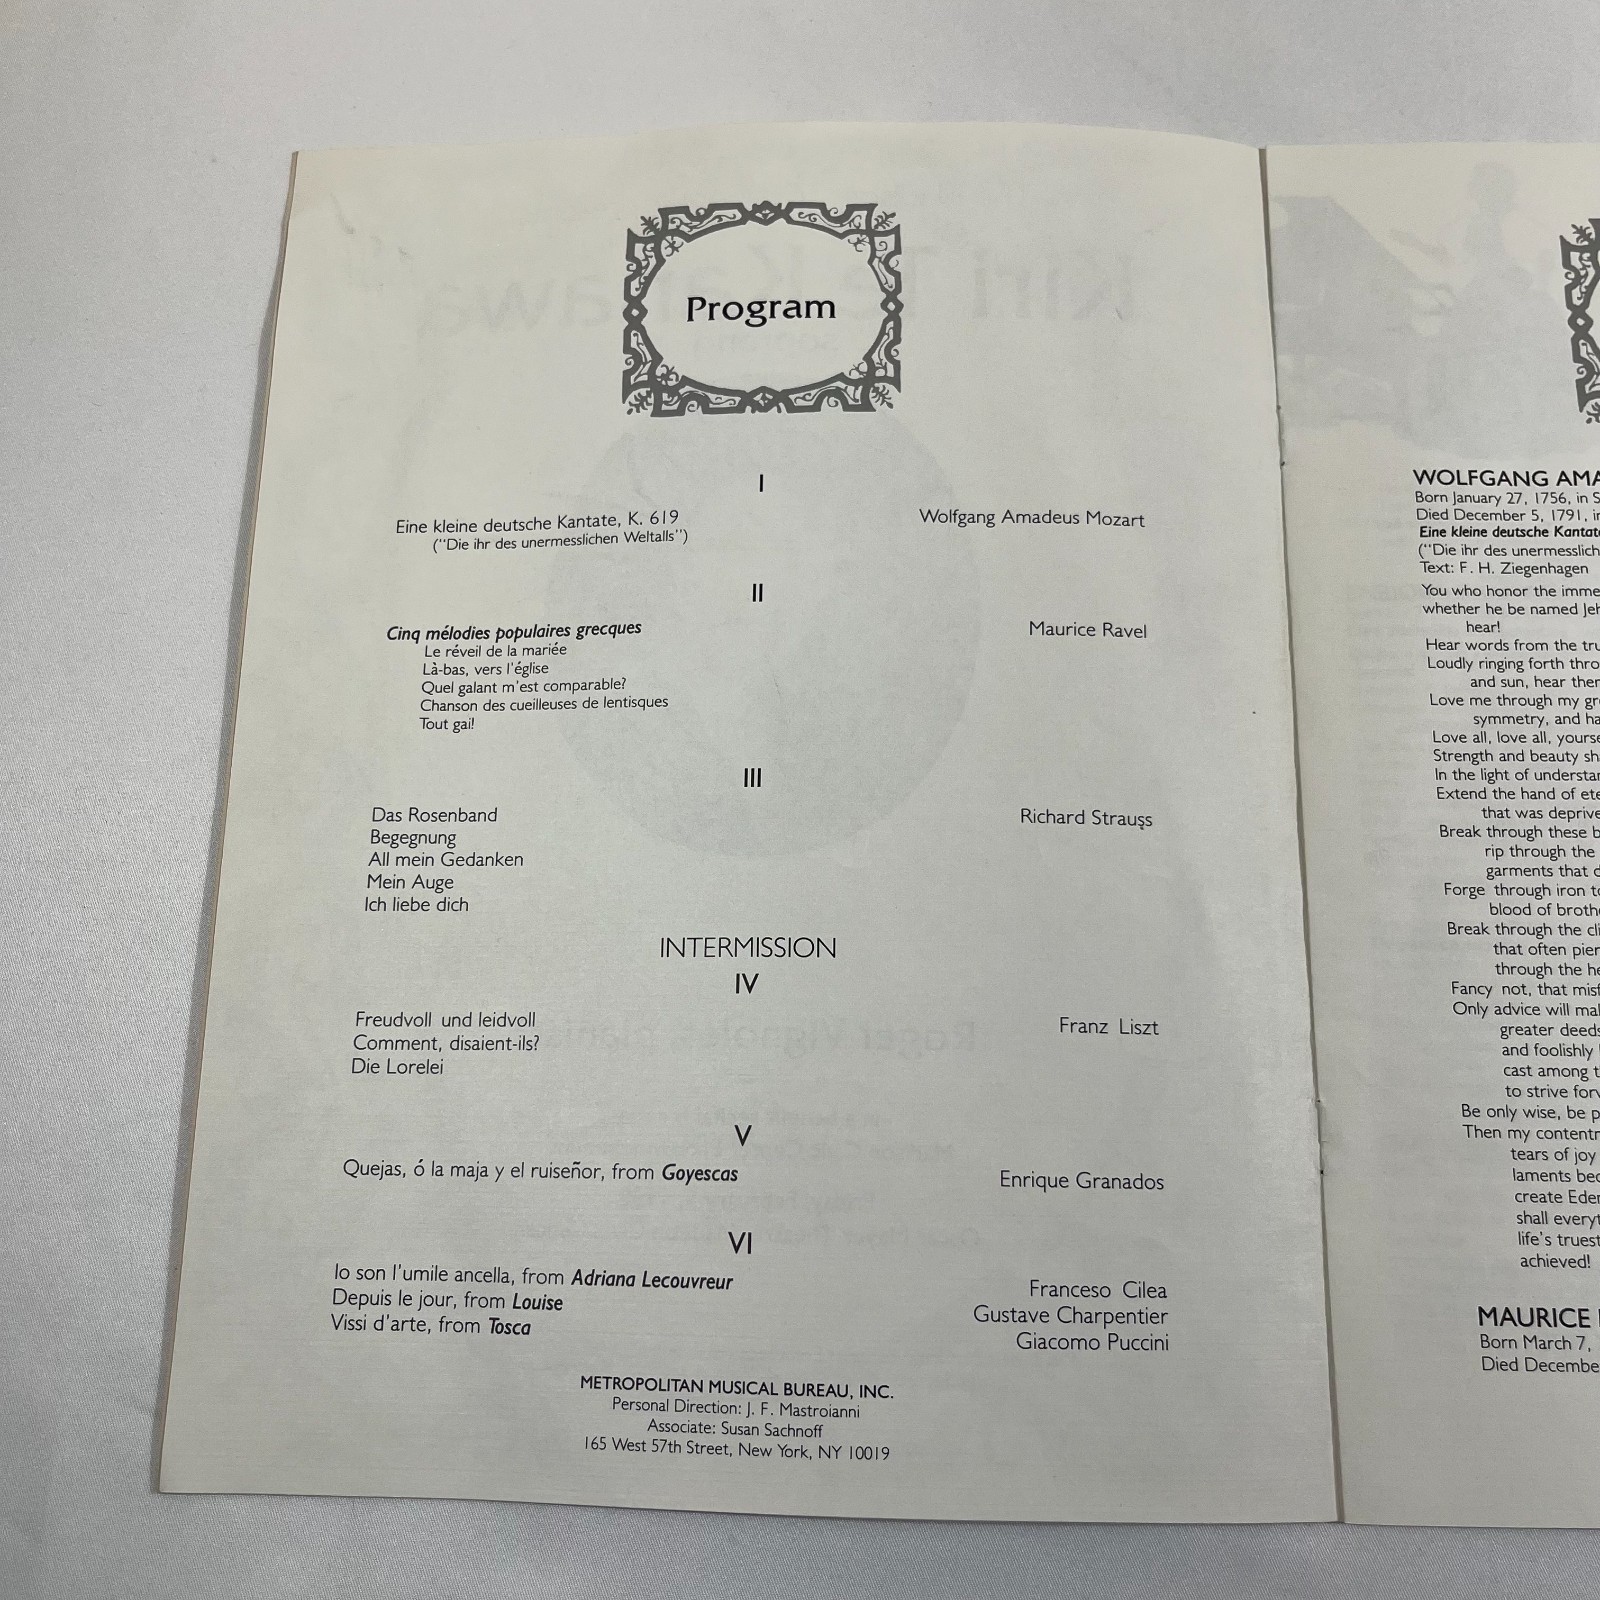 Program
I
Eine kleine deutsche Kantate, K. 619 Wolfgang Amadeus Mozart
(“Die ihr des unermesslichen Weltalls”)
II
Cinq mélodies populaires grecques Maurice Ravel
Le réveil de la mariée
Là-bas, vers l'église
Quel galant m'est comparable?
Chanson des cueilleuses de lentisques
Tout gai!
III
Das Rosenband Richard Strauss
Begegnung
All mein Gedanken
Mein Auge
Ich liebe dich
INTERMISSION
IV
Freudvoll und leidvoll Franz Liszt
Comment, disaient-ils?
Die Lorelei
V
Quejas, ó la maja y el ruiseñor, from Goyescas Enrique Granados
VI
Io son l'umile ancella, from Adriana Lecouvreur Franceso Cilea
Depuis le jour, from Louise Gustave Charpentier
Vissi d'arte, from Tosca Giacomo Puccini
METROPOLITAN MUSICAL BUREAU, INC.
Personal Direction: J. F. Mastroianni
Associate: Susan Sachnoff
165 West 57th Street, New York, NY 10019
WOLFGANG AMA
Born January 27, 1756, in S
Died December 5, 1791, in
Eine kleine deutsche Kantate
(“Die ihr des unermesslich
Text: F. H. Ziegenhagen
You who honor the imme
whether he be named Jeh
hear!
Hear words from the tru
Loudly ringing forth thro
and sun, hear then
Love me through my gre
symmetry, and ha
Love all, love all, yourse
Strength and beauty sh
In the light of understan
Extend the hand of ete
that was deprive
Break through these b
rip through the
garments that d
Forge through iron to
blood of brothe
Break through the cli
that often pier
through the he
Fancy not, that misf
Only advice will mal
greater deeds
and foolishly
cast among t
to strive forw
Be only wise, be p
Then my contentm
tears of joy
laments bec
create Eden
shall everyt
life's truest
achieved!
MAURICE
Born March 7,
Died Decembe